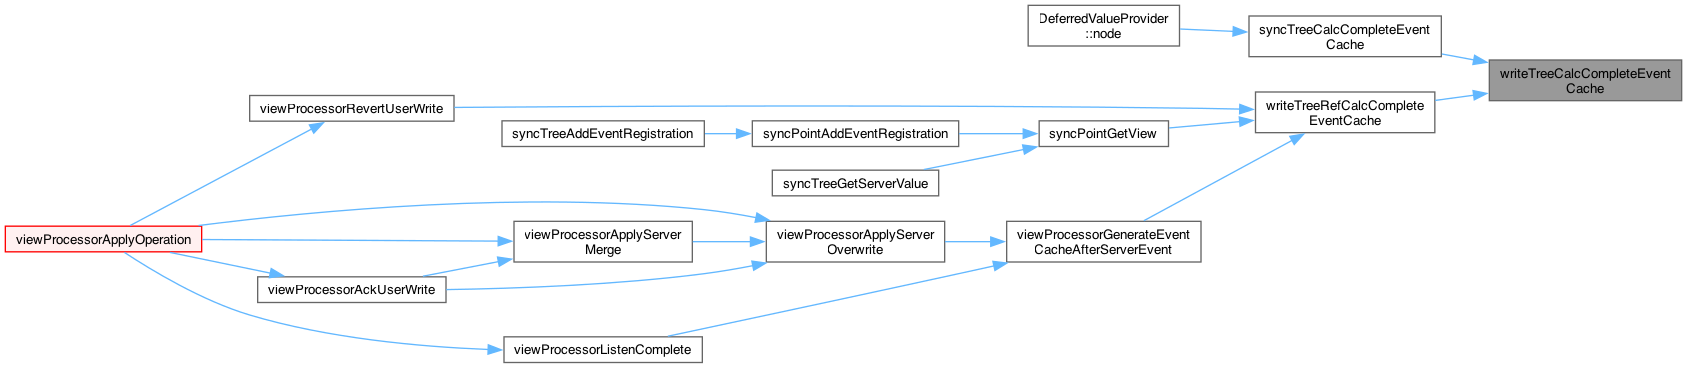 DeferredValueProvider
::node
syncTreeCalcCompleteEvent
Cache
writeTreeCalcCompleteEvent
Cache
viewProcessorRevertUserWrite
writeTreeRefCalcComplete
EventCache
syncTreeAddEventRegistration
syncPointAddEventRegistration
syncPointGetView
syncTreeGetServerValue
viewProcessorApplyOperation
viewProcessorApplyServer
Merge
viewProcessorApplyServer
Overwrite
viewProcessorGenerateEvent
CacheAfterServerEvent
viewProcessorAckUserWrite
viewProcessorListenComplete